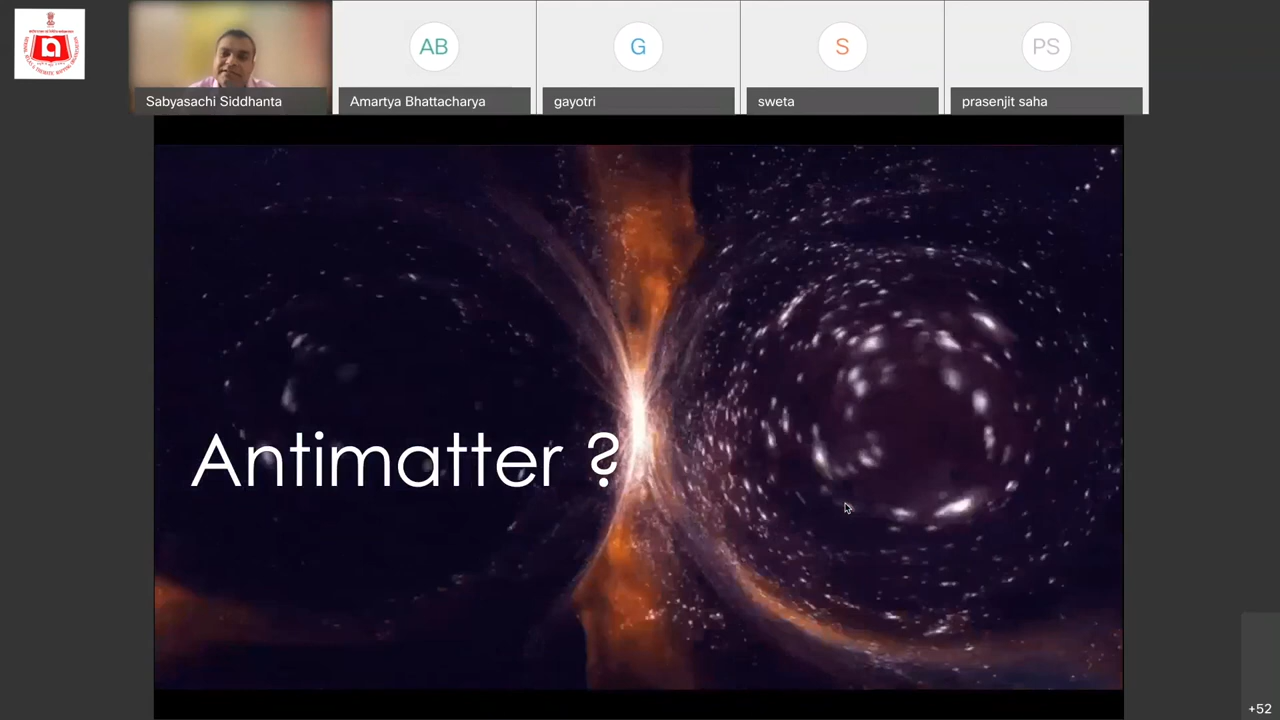 AB
G
S
PS
Sabyasachi Siddhanta
Amartya Bhattacharya
gayotri
sweta
prasenjit saha
Antimatter ?
+52